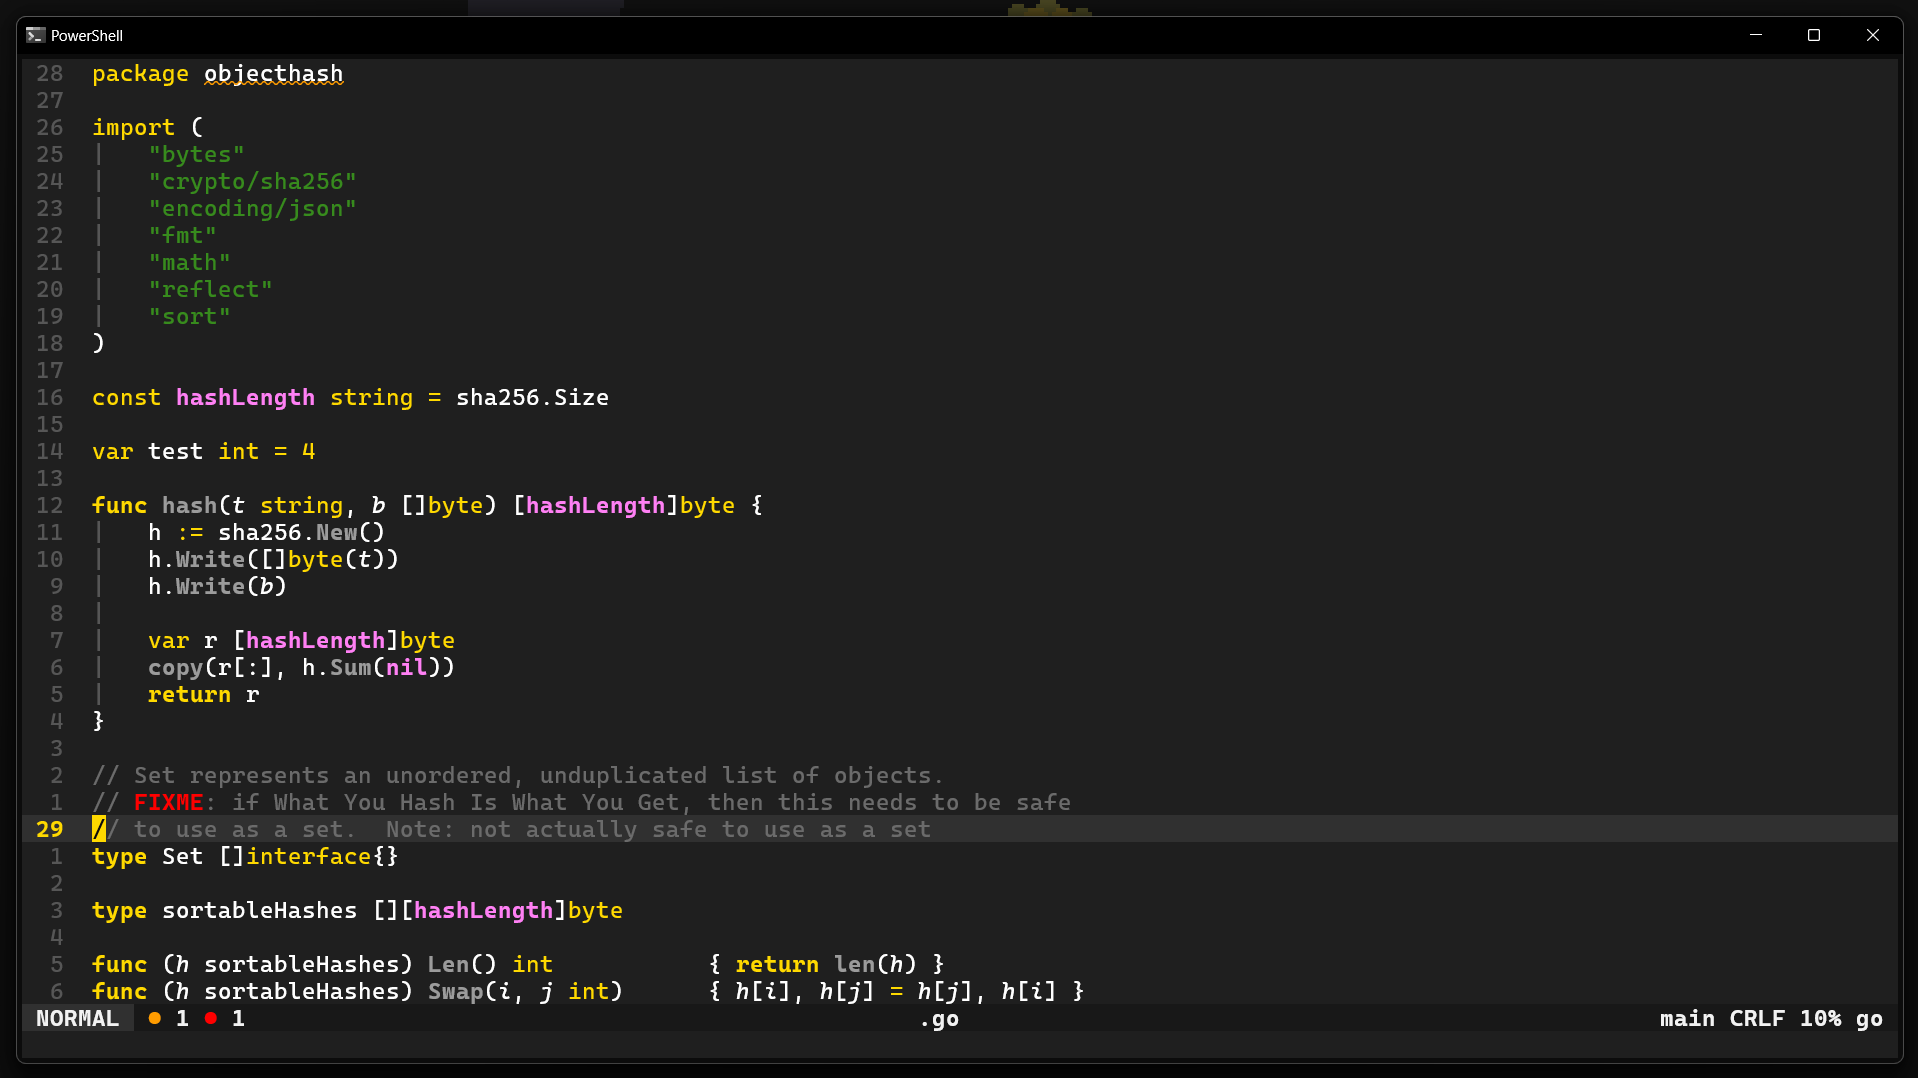 PowerShell
28 package objecthash
27
26 import (
25 | "bytes"
24 | "crypto/sha256"
23 | "encoding/json"
22 | "fmt"
21 | "math"
20 | "reflect"
19 | "sort"
18 )
17
16 const hashLength string = sha256.Size
15
14 var test int = 4
13
12 func hash(t string, b []byte) [hashLength]byte {
11 | h := sha256.New()
10 | h.Write([]byte(t))
9 | h.Write(b)
8 |
7 | var r [hashLength]byte
6 | copy(r[:], h.Sum(nil))
5 | return r
4 }
3
2 // Set represents an unordered, unduplicated list of objects.
1 // FIXME: if What You Hash Is What You Get, then this needs to be safe
29 // to use as a set.  Note: not actually safe to use as a set
1 type Set []interface{}
2
3 type sortableHashes [][hashLength]byte
4
5 func (h sortableHashes) Len() int           { return len(h) }
6 func (h sortableHashes) Swap(i, j int)      { h[i], h[j] = h[j], h[i] }
NORMAL ● 1 ● 1 .go main CRLF 10% go